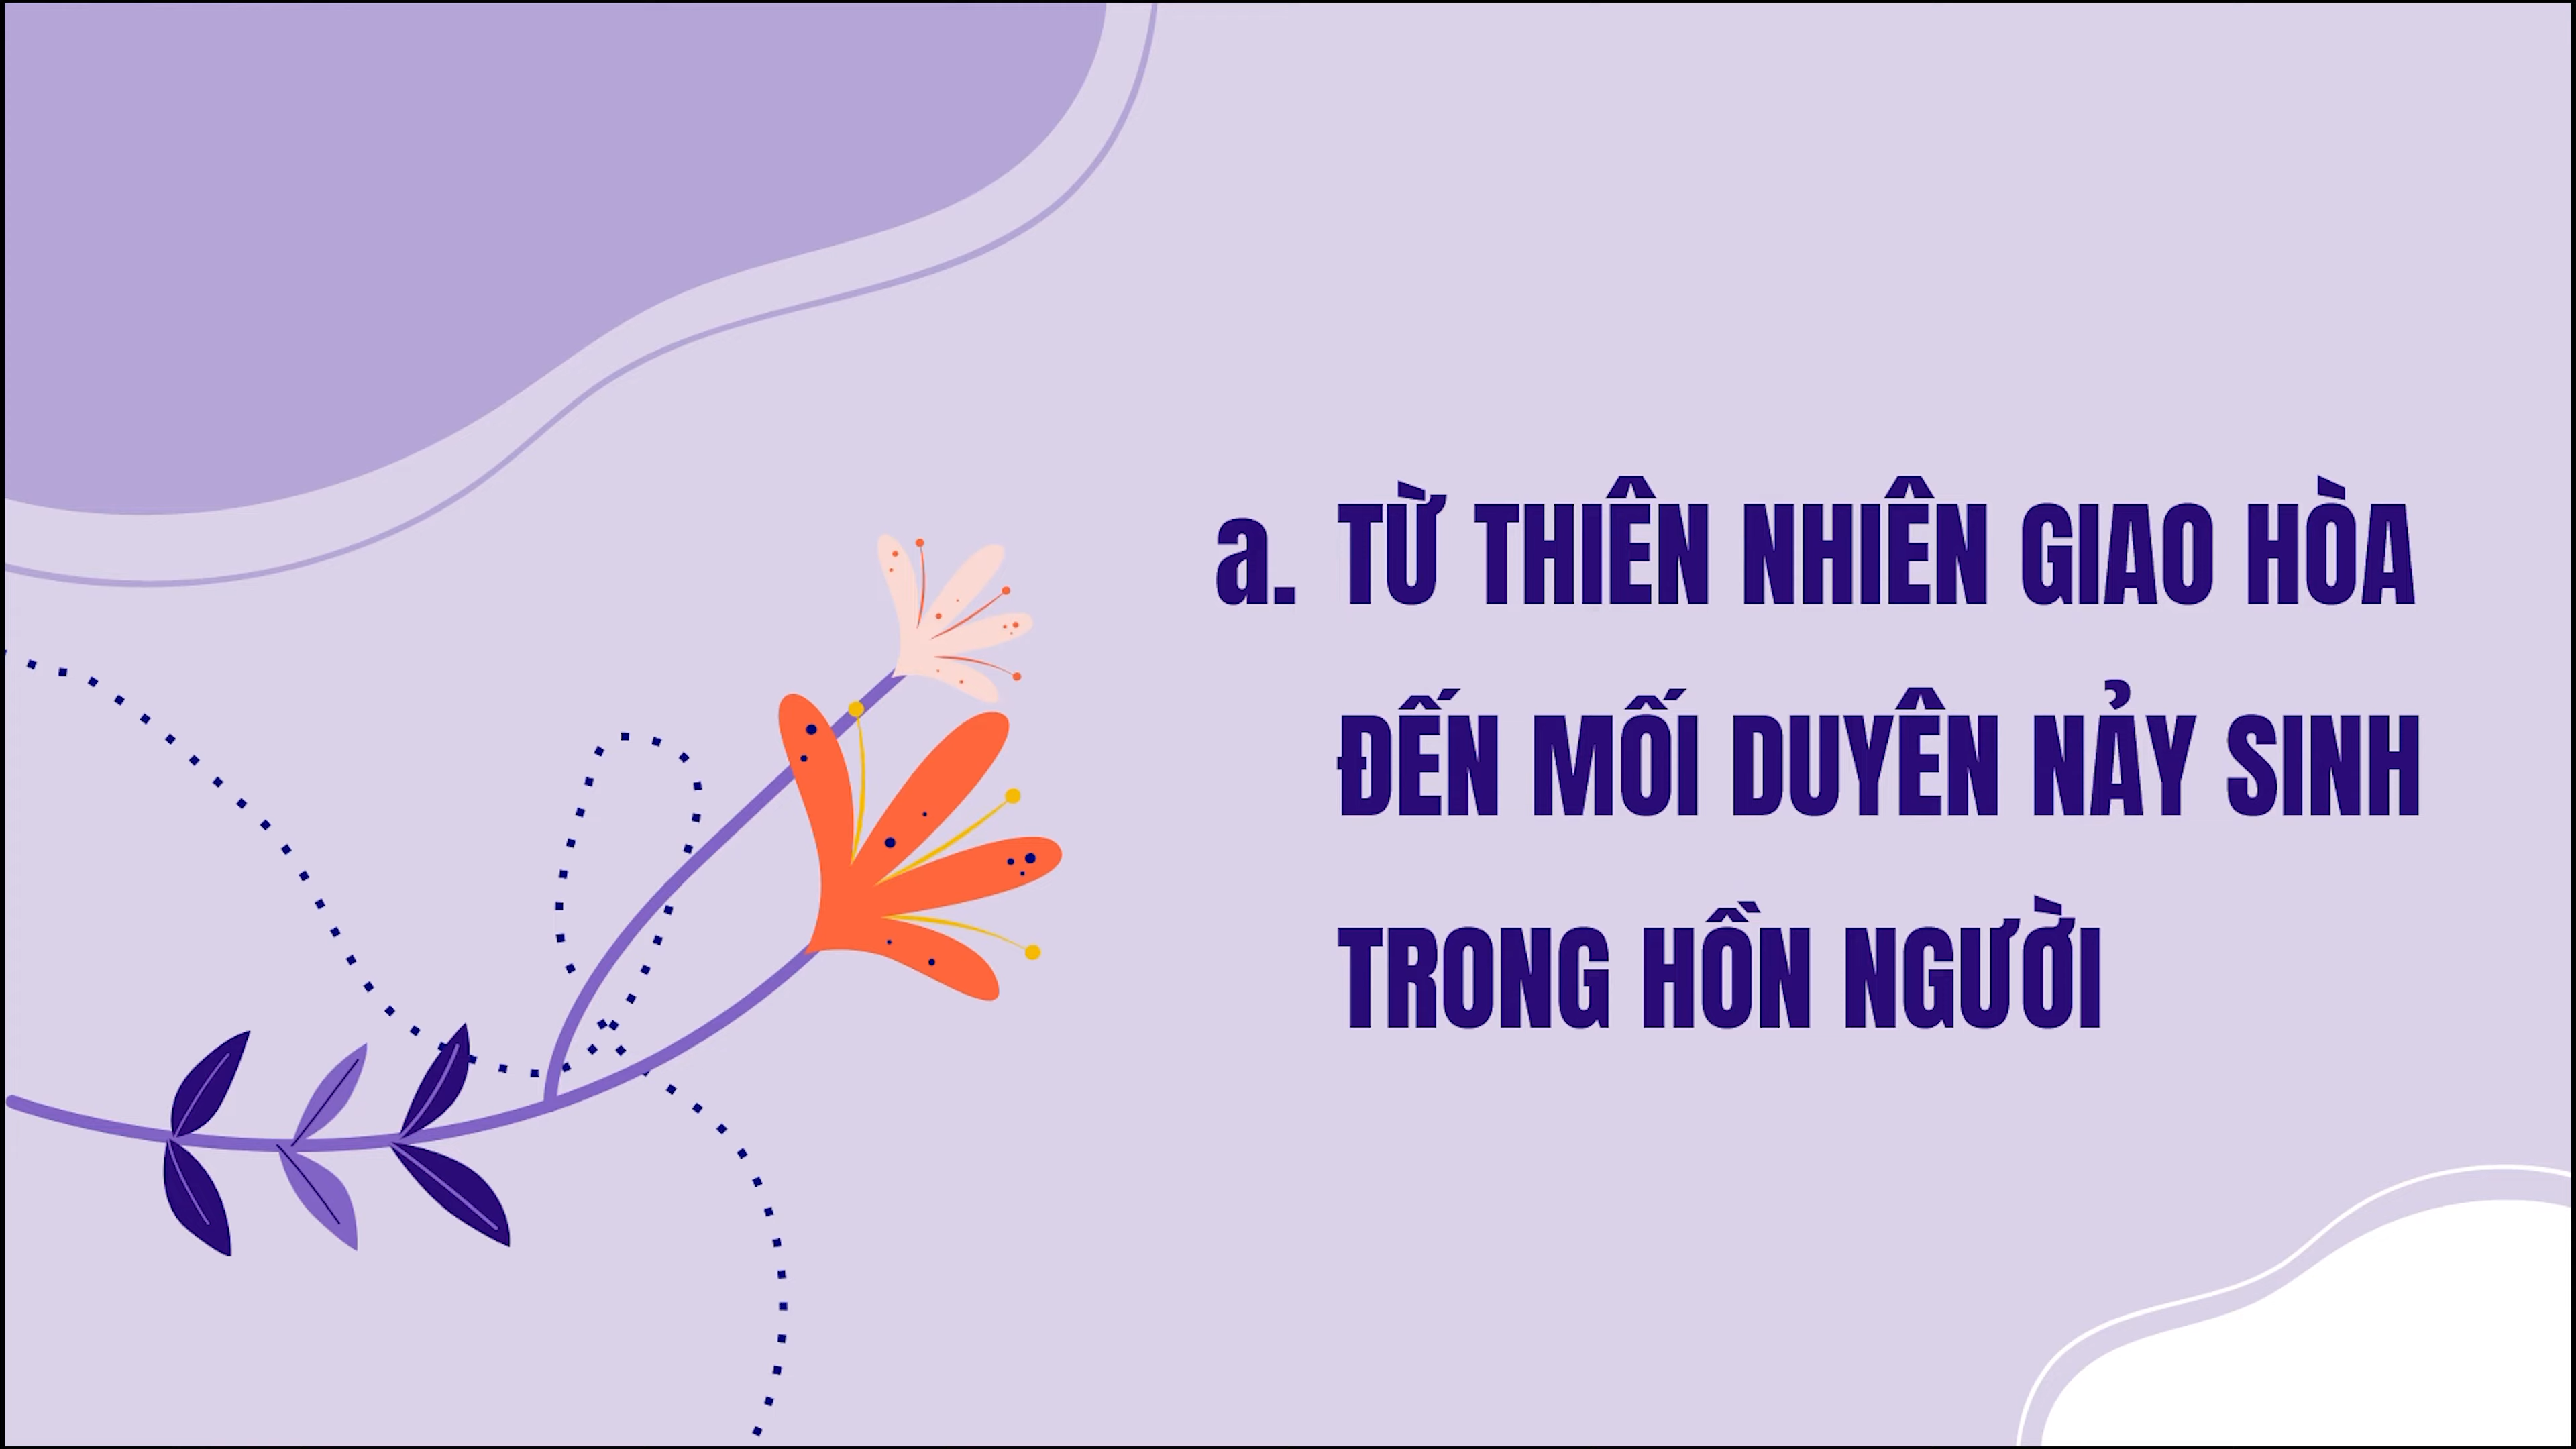 a. TỪ THIÊN NHIÊN GIAO HÒA
ĐẾN MỐI DUYÊN NẢY SINH
TRONG HỒN NGƯỜI